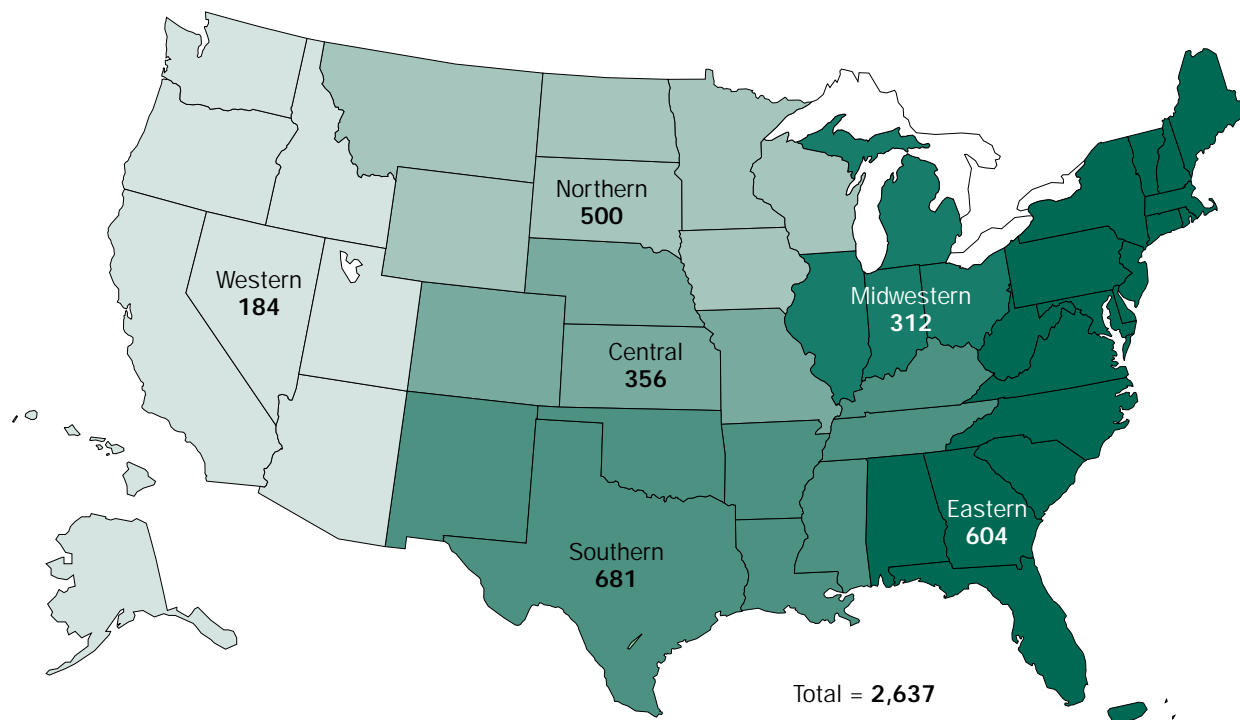 Northern
500
Western
184
Midwestern
312
Central
356
Eastern
604
Southern
681
Total = 2,637